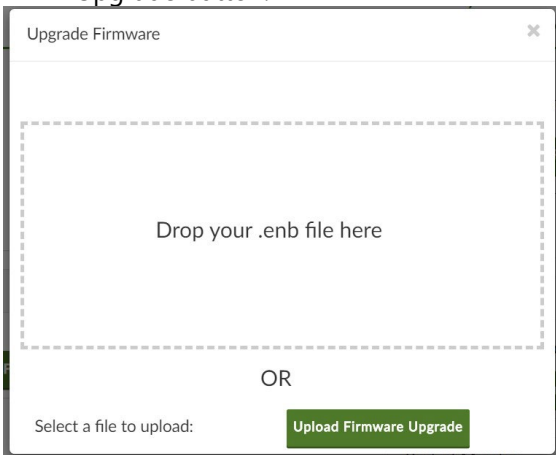 Upgrade Firmware ×
Drop your .enb file here
OR
Select a file to upload: Upload Firmware Upgrade